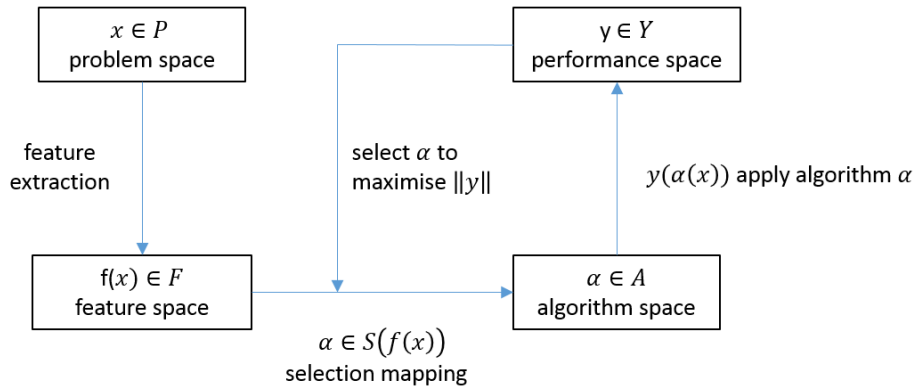 x ∈ P
problem space
y ∈ Y
performance space
feature
extraction
select α to
maximise ‖y‖
y(α(x)) apply algorithm α
f(x) ∈ F
feature space
α ∈ A
algorithm space
α ∈ S(f(x))
selection mapping